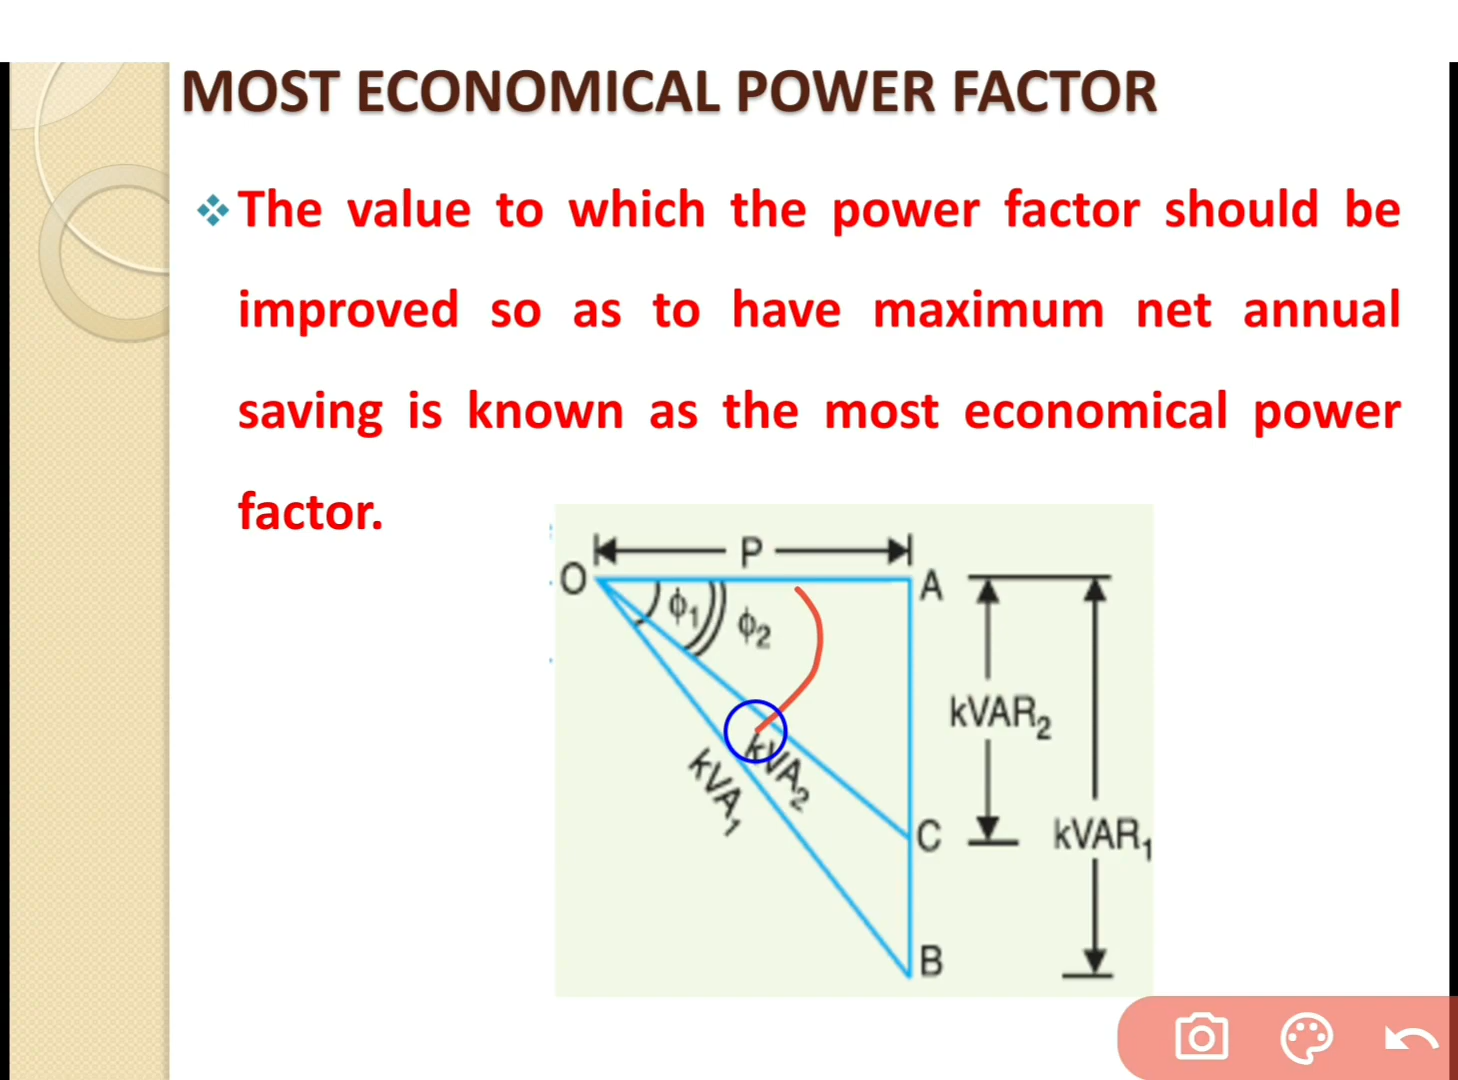 MOST ECONOMICAL POWER FACTOR
The value to which the power factor should be
improved so as to have maximum net annual
saving is known as the most economical power
factor.
P
O
A
ϕ1
ϕ2
kVAR2
kVA2
kVA1
C
kVAR1
B